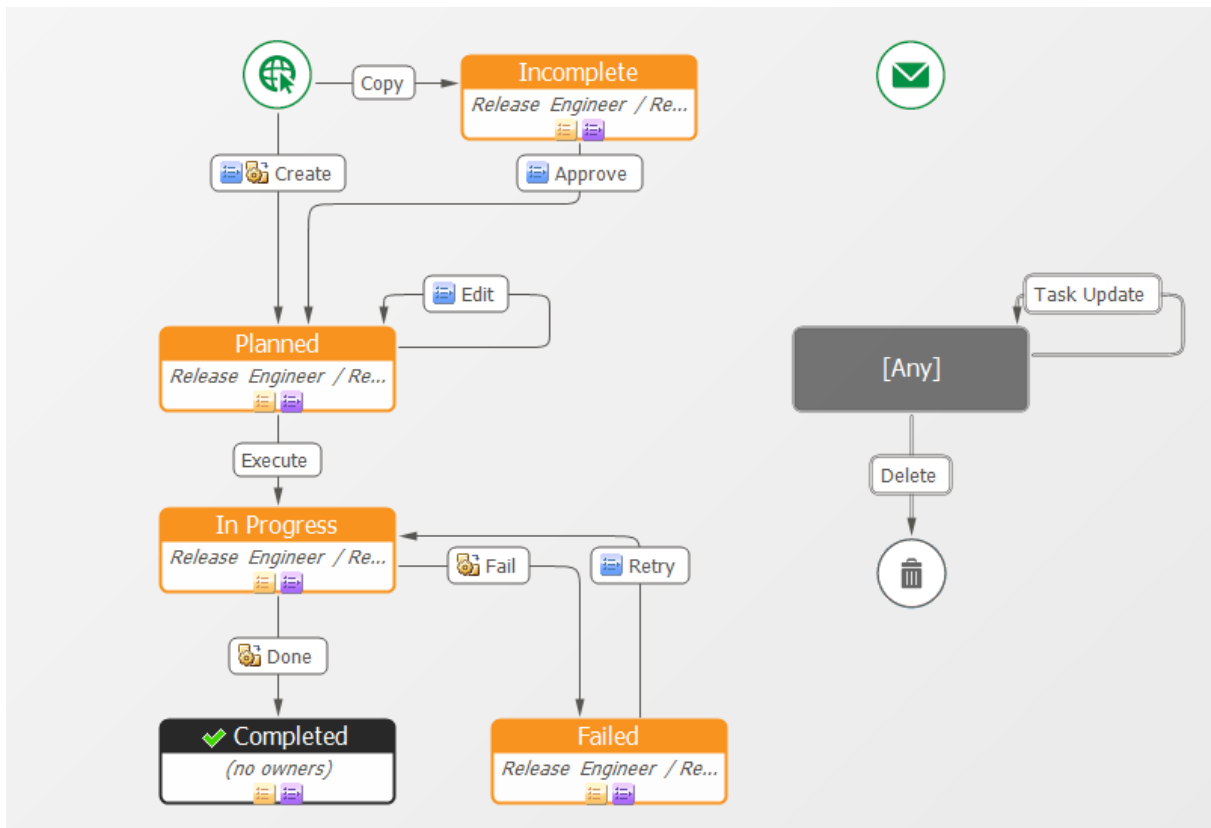 Copy
Incomplete
Release Engineer / Re...
Create
Approve
Edit
Task Update
Planned
Release Engineer / Re...
[Any]
Execute
Delete
In Progress
Release Engineer / Re...
Fail
Retry
Done
Completed
(no owners)
Failed
Release Engineer / Re...